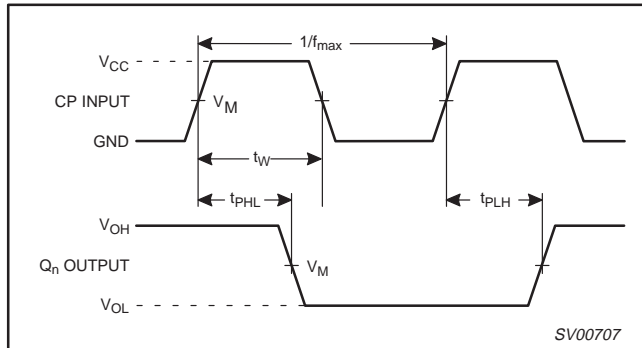 1/fmax
VCC
CP INPUT
VM
GND
tW
tPHL
tPLH
VOH
Qn OUTPUT
VM
VOL
SV00707